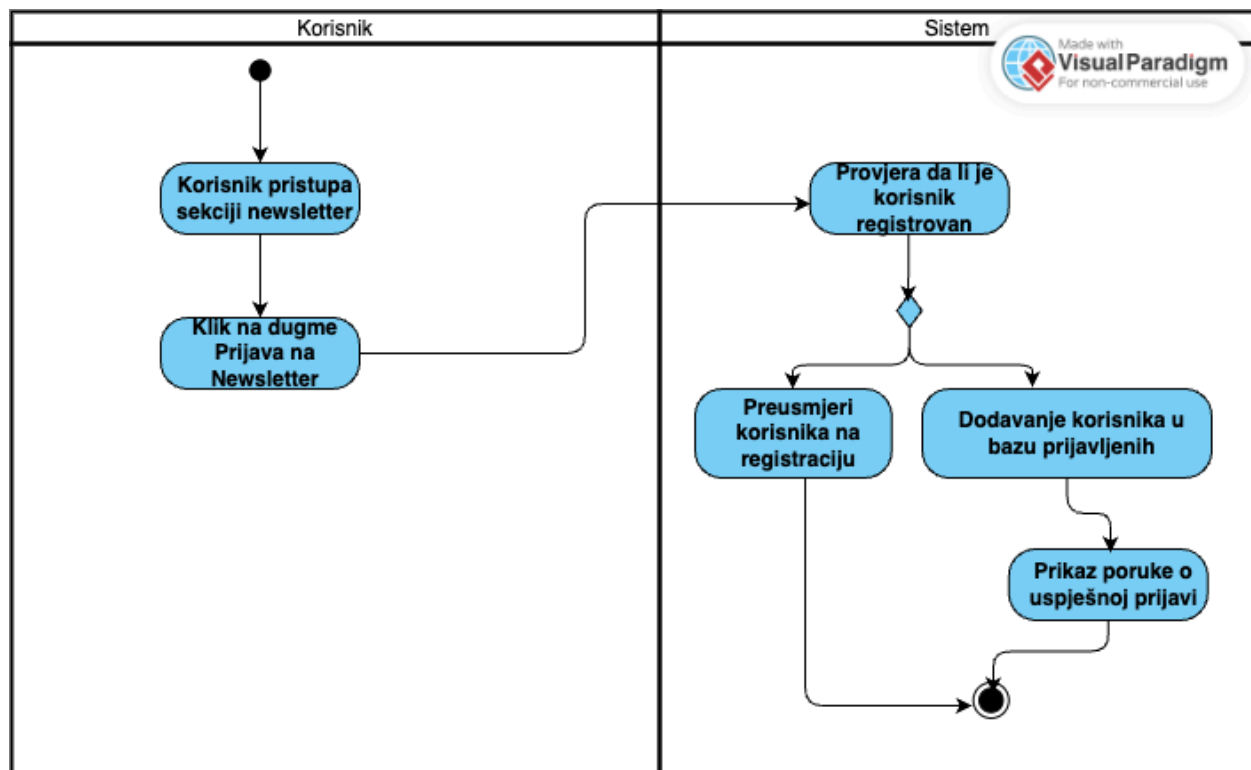 Korisnik
Sistem
Made with
Visual Paradigm
For non-commercial use
Korisnik pristupa
sekciji newsletter
Provjera da li je
korisnik
registrovan
Klik na dugme
Prijava na
Newsletter
Preusmjeri
korisnika na
registraciju
Dodavanje korisnika u
bazu prijavljenih
Prikaz poruke o
uspješnoj prijavi